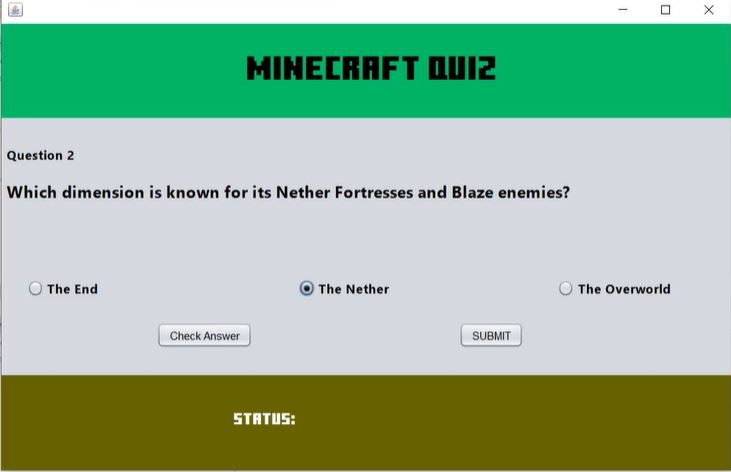 MINECRAFT QUIZ
Question 2
Which dimension is known for its Nether Fortresses and Blaze enemies?
The End
The Nether
The Overworld
Check Answer
SUBMIT
STATUS: